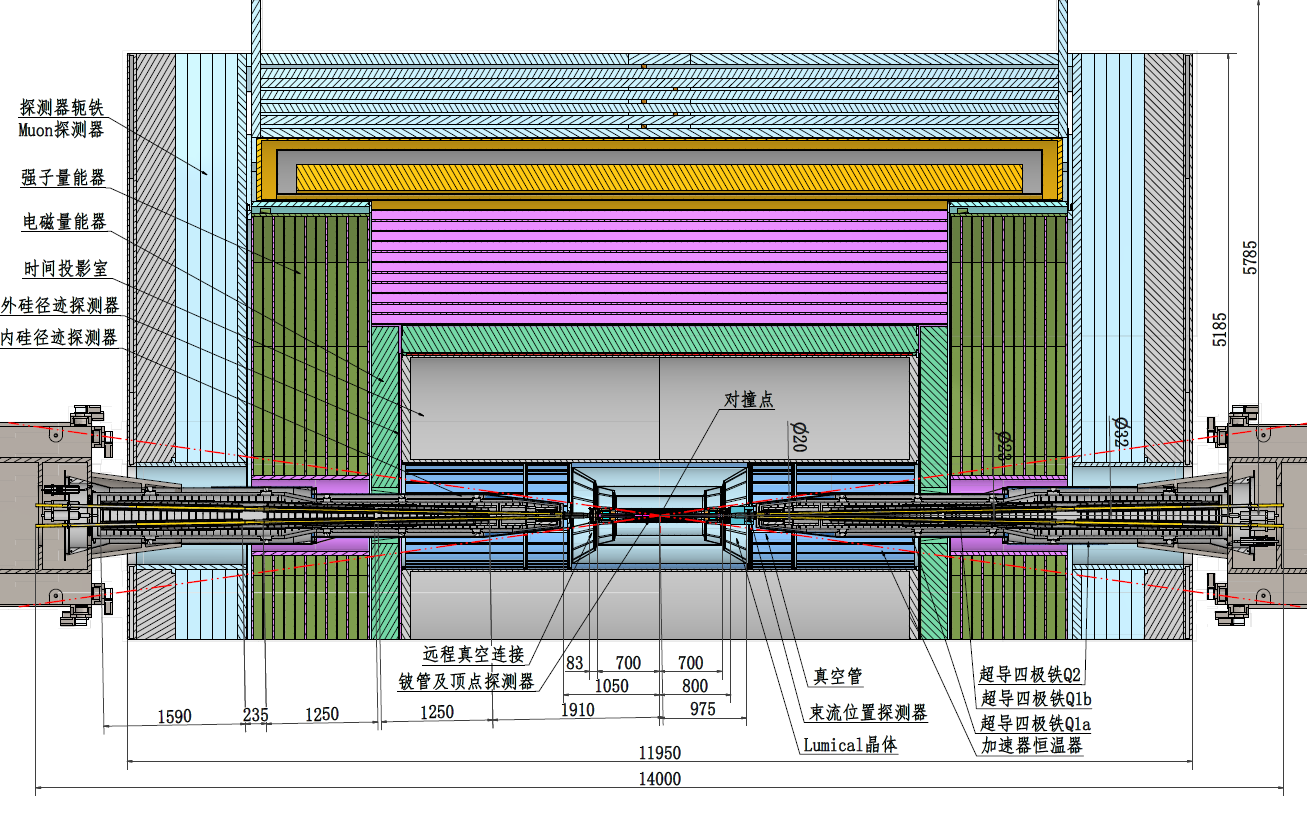 探测器轭铁
Muon探测器
强子量能器
电磁量能器
时间投影室
外硅径迹探测器
内硅径迹探测器
对撞点
Ø20
Ø23
Ø32
5785
5185
远程真空连接
铍管及顶点探测器
83
700
700
1050
800
1590
235
1250
1250
1910
975
真空管
束流位置探测器
Lumical晶体
超导四极铁Q2
超导四极铁Q1b
超导四极铁Q1a
加速器恒温器
11950
14000